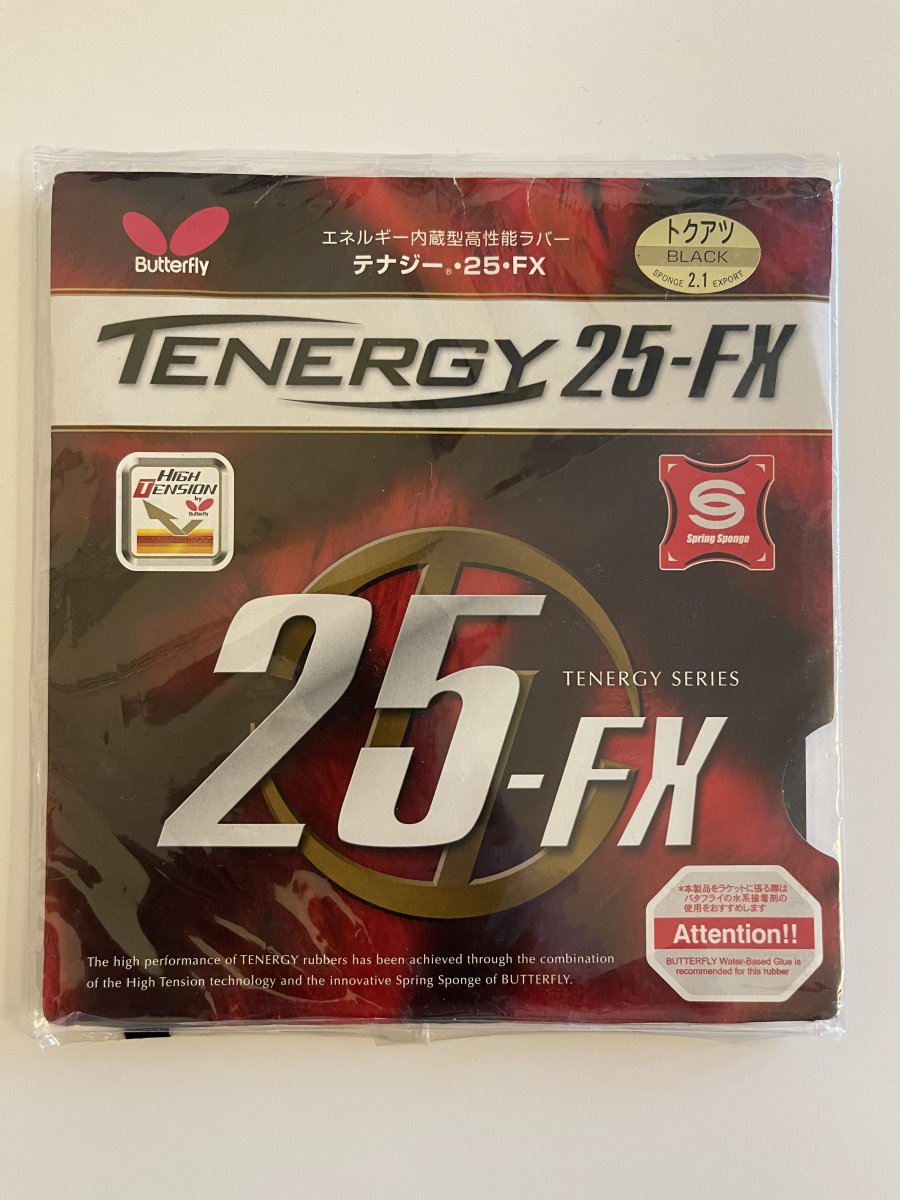 Butterfly
エネルギー内蔵型高性能ラバー
テナジー®・25・FX
トクアツ
BLACK
SPONGE 2.1 EXPORT
TENERGY 25-FX
HIGH
TENSION
by
Butterfly
Spring Sponge
25-FX
TENERGY SERIES
The high performance of TENERGY rubbers has been achieved through the combination
of the High Tension technology and the innovative Spring Sponge of BUTTERFLY.
*本製品をラケットに張る際は
バタフライの水系接着剤の
使用をおすすめします
Attention!!
BUTTERFLY Water-Based Glue is
recommended for this rubber